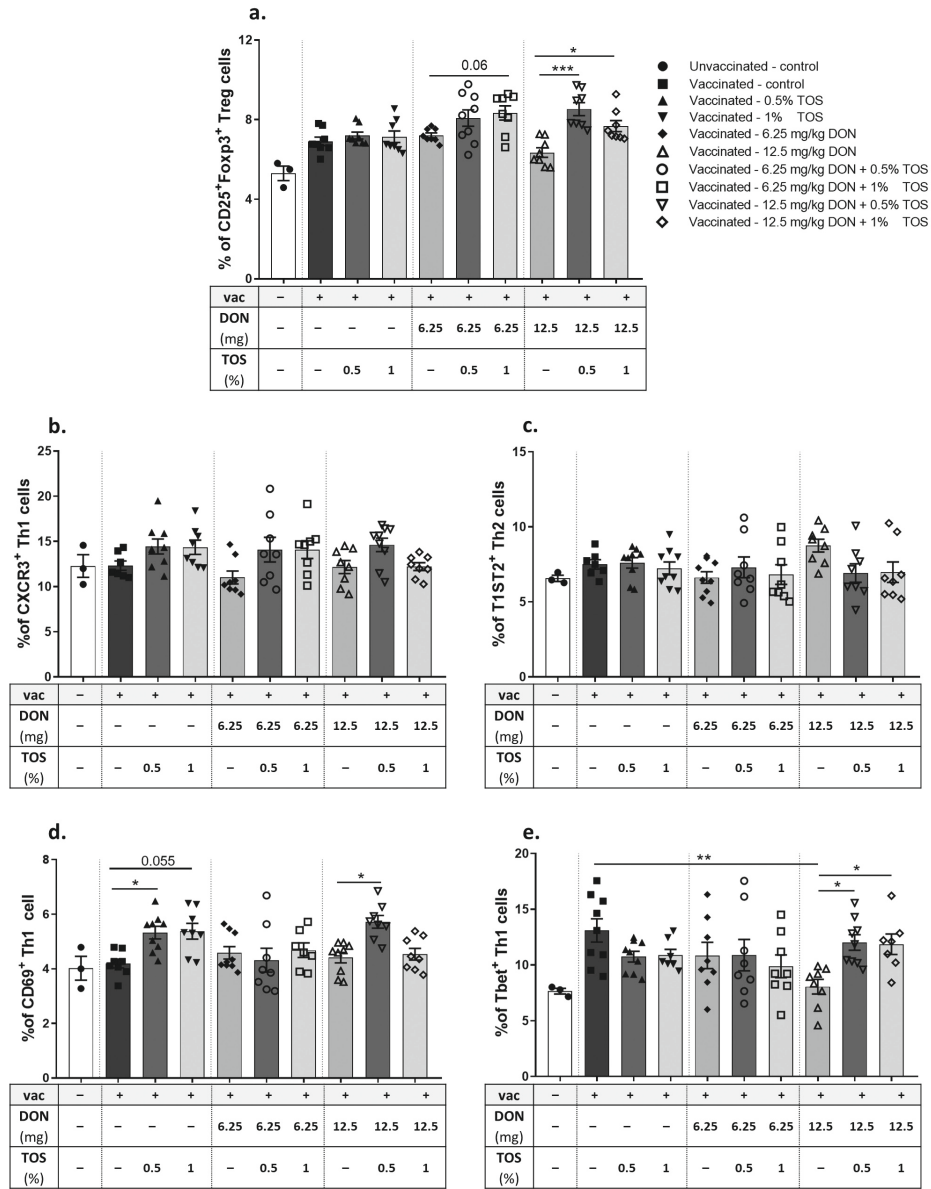 a.
% of CD25+Foxp3+ Treg cells
12
8
4
0
0.06
*
***
Unvaccinated - control
Vaccinated - control
Vaccinated - 0.5% TOS
Vaccinated - 1% TOS
Vaccinated - 6.25 mg/kg DON
Vaccinated - 12.5 mg/kg DON
Vaccinated - 6.25 mg/kg DON + 0.5% TOS
Vaccinated - 6.25 mg/kg DON + 1% TOS
Vaccinated - 12.5 mg/kg DON + 0.5% TOS
Vaccinated - 12.5 mg/kg DON + 1% TOS
vac – + + + + + + + + +
DON (mg) – – – – 6.25 6.25 6.25 12.5 12.5 12.5
TOS (%) – – 0.5 1 – 0.5 1 – 0.5 1
b.
%of CXCR3+ Th1 cells
25
20
15
10
5
0
vac – + + + + + + + + +
DON (mg) – – – – 6.25 6.25 6.25 12.5 12.5 12.5
TOS (%) – – 0.5 1 – 0.5 1 – 0.5 1
c.
%of T1ST2+ Th2 cells
15
10
5
0
vac – + + + + + + + + +
DON (mg) – – – – 6.25 6.25 6.25 12.5 12.5 12.5
TOS (%) – – 0.5 1 – 0.5 1 – 0.5 1
d.
%of CD69+ Th1 cell
8
6
4
2
0
0.055
*
*
vac – + + + + + + + + +
DON (mg) – – – – 6.25 6.25 6.25 12.5 12.5 12.5
TOS (%) – – 0.5 1 – 0.5 1 – 0.5 1
e.
%of Tbet+ Th1 cells
20
15
10
5
0
**
*
*
vac – + + + + + + + + +
DON (mg) – – – – 6.25 6.25 6.25 12.5 12.5 12.5
TOS (%) – – 0.5 1 – 0.5 1 – 0.5 1